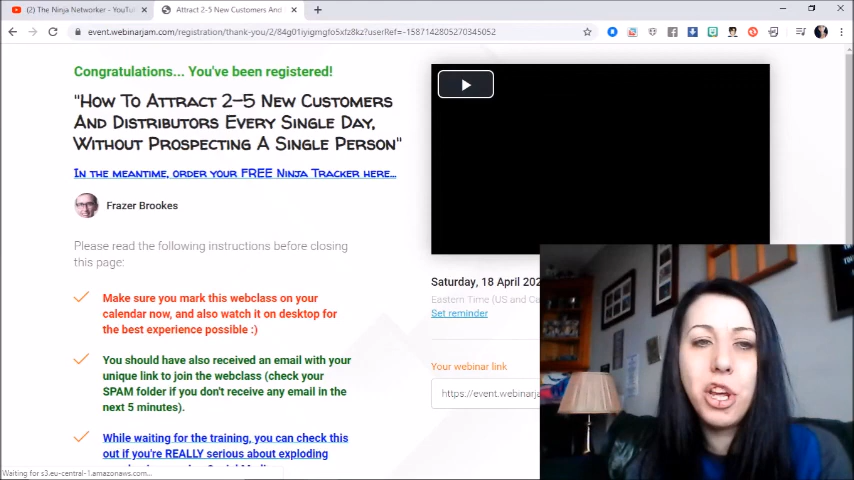 (2) The Ninja Networker - YouTu
Attract 2-5 New Customers And
event.webinarjam.com/registration/thank-you/2/84g01iyigmgfo5xfz8kz?userRef=-1587142805270345052
Congratulations... You've been registered!
"How To Attract 2-5 New Customers
And Distributors Every Single Day,
Without Prospecting A Single Person"
In the meantime, order your FREE Ninja Tracker here...
Frazer Brookes
Please read the following instructions before closing
this page:
Make sure you mark this webclass on your
calendar now, and also watch it on desktop for
the best experience possible :)
You should have also received an email with your
unique link to join the webclass (check your
SPAM folder if you don't receive any email in the
next 5 minutes).
While waiting for the training, you can check this
out if you're REALLY serious about exploding
Saturday, 18 April 202
Eastern Time (US and Ca
Set reminder
Your webinar link
https://event.webinarja
Waiting for s3.eu-central-1.amazonaws.com...